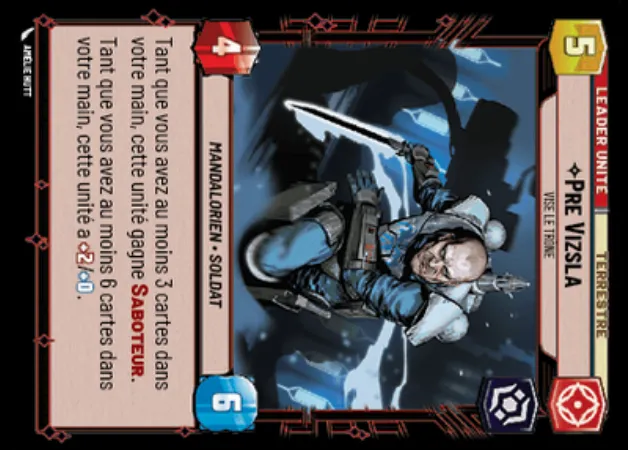 5
LEADER UNITÉ
TERRESTRE
PRE VIZSLA
VISE LE TRÔNE
4
MANDALORIEN • SOLDAT
6
Tant que vous avez au moins 3 cartes dans
votre main, cette unité gagne SABOTEUR.
Tant que vous avez au moins 6 cartes dans
votre main, cette unité a +2/+0.
AMÉLIE HUTT